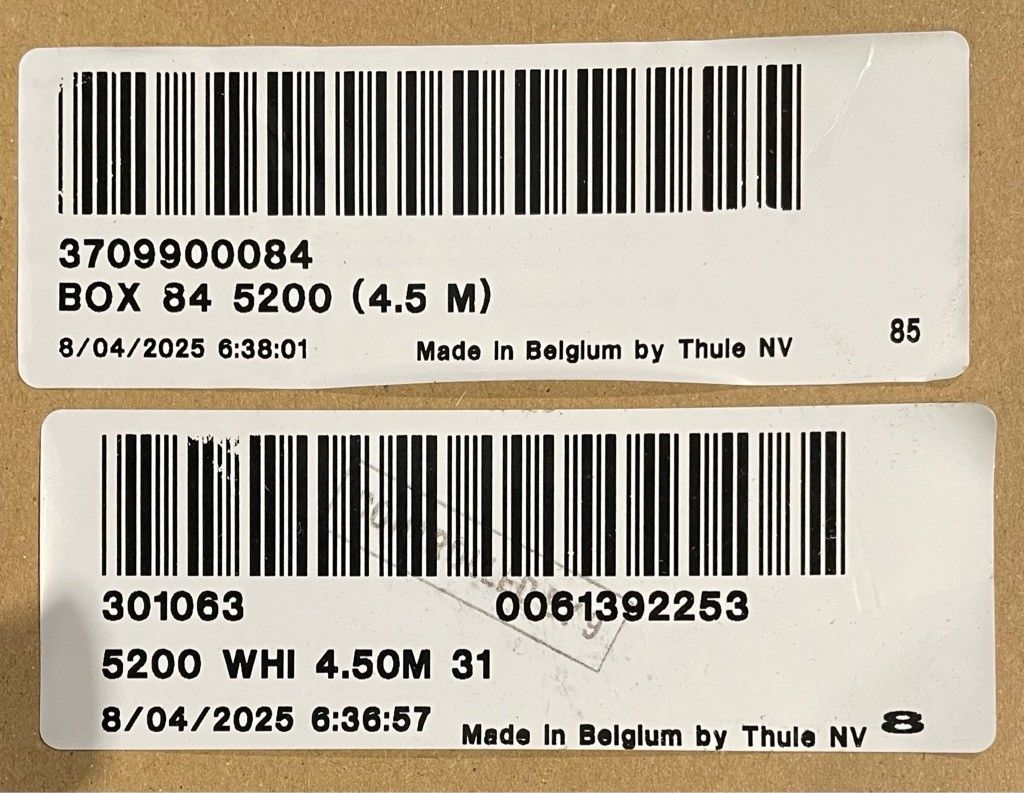 3709900084
BOX 84 5200 (4.5 M)
8/04/2025 6:38:01 Made in Belgium by Thule NV 85
301063 0061392253
5200 WHI 4.50M 31
8/04/2025 6:36:57 Made in Belgium by Thule NV 8